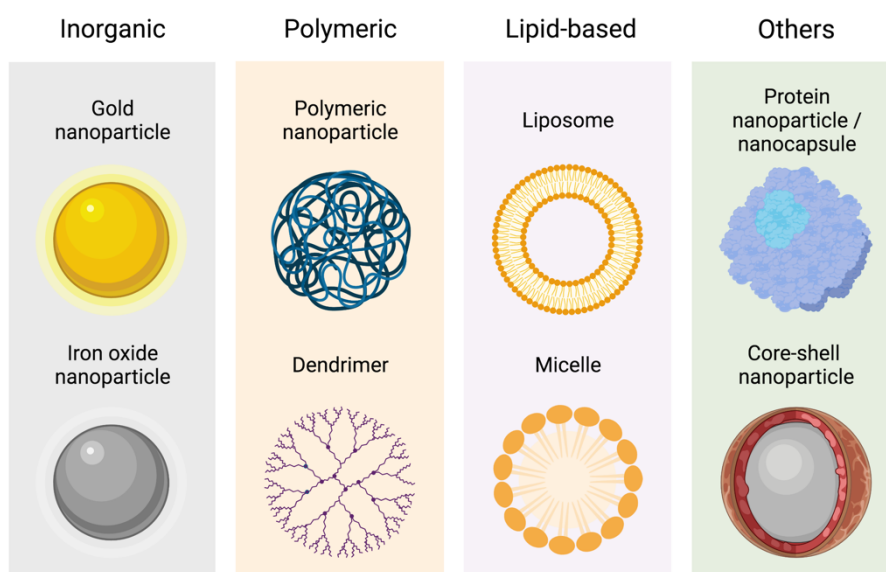 Inorganic
Polymeric
Lipid-based
Others
Gold
nanoparticle
Polymeric
nanoparticle
Liposome
Protein
nanoparticle /
nanocapsule
Iron oxide
nanoparticle
Dendrimer
Micelle
Core-shell
nanoparticle